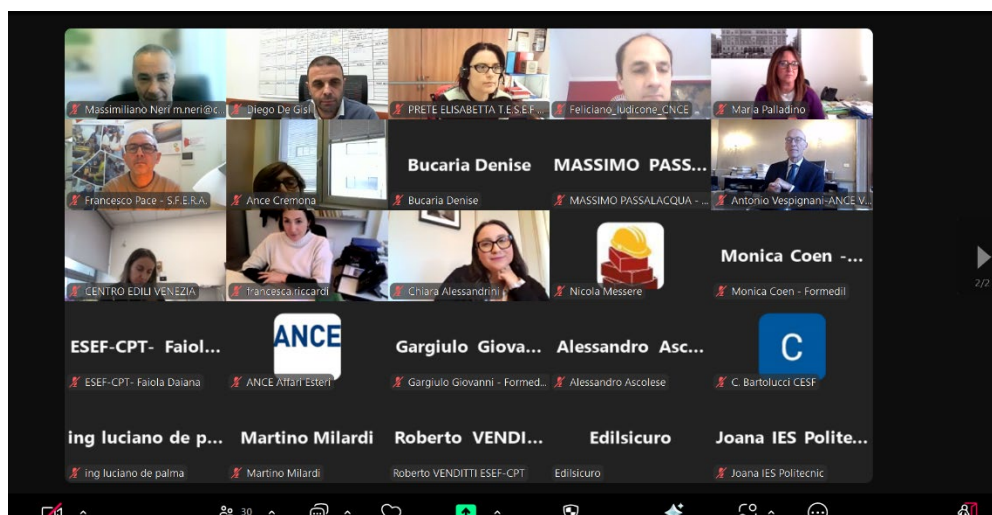 Massimiliano Neri m.neri@c...
Diego De Gisi
PRETE ELISABETTA T.E.S.E.F ...
Feliciano_Iudicone_CNCE
Maria Palladino
Francesco Pace - S.F.E.R.A.
Ance Cremona
Bucaria Denise
Bucaria Denise
MASSIMO PASS...
MASSIMO PASSALACQUA - ...
Antonio Vespignani-ANCE V...
CENTRO EDILI VENEZIA
francesca.riccardi
Chiara Alessandrini
Nicola Messere
Monica Coen -...
Monica Coen - Formedil
2/2
ESEF-CPT- Faiol...
ESEF-CPT- Faiola Daiana
ANCE
ANCE Affari Esteri
Gargiulo Giova...
Gargiulo Giovanni - Formed...
Alessandro Asc...
Alessandro Ascolese
C
C. Bartolucci CESF
ing luciano de p...
ing luciano de palma
Martino Milardi
Martino Milardi
Roberto VENDI...
Roberto VENDITTI ESEF-CPT
Edilsicuro
Edilsicuro
Joana IES Polite...
Joana IES Politecnic
30